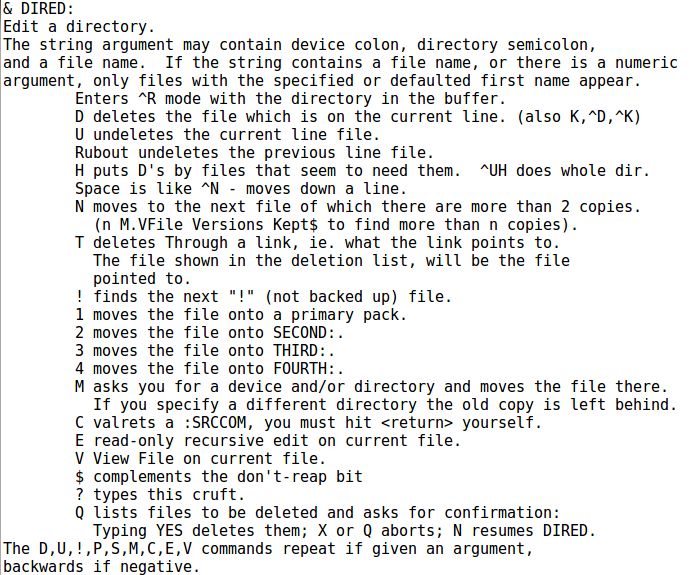 & DIRED:
Edit a directory.
The string argument may contain device colon, directory semicolon,
and a file name.  If the string contains a file name, or there is a numeric
argument, only files with the specified or defaulted first name appear.
        Enters ^R mode with the directory in the buffer.
        D deletes the file which is on the current line. (also K,^D,^K)
        U undeletes the current line file.
        Rubout undeletes the previous line file.
        H puts D's by files that seem to need them.  ^UH does whole dir.
        Space is like ^N - moves down a line.
        N moves to the next file of which there are more than 2 copies.
          (n M.VFile Versions Kept$ to find more than n copies).
        T deletes Through a link, ie. what the link points to.
          The file shown in the deletion list, will be the file
          pointed to.
        ! finds the next "!" (not backed up) file.
        1 moves the file onto a primary pack.
        2 moves the file onto SECOND:.
        3 moves the file onto THIRD:.
        4 moves the file onto FOURTH:.
        M asks you for a device and/or directory and moves the file there.
          If you specify a different directory the old copy is left behind.
        C valrets a :SRCCOM, you must hit <return> yourself.
        E read-only recursive edit on current file.
        V View File on current file.
        $ complements the don't-reap bit
        ? types this cruft.
        Q lists files to be deleted and asks for confirmation:
          Typing YES deletes them; X or Q aborts; N resumes DIRED.
The D,U,!,P,S,M,C,E,V commands repeat if given an argument,
backwards if negative.